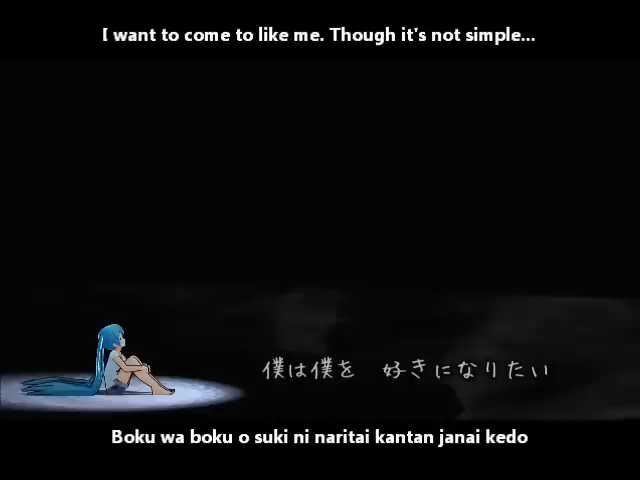 I want to come to like me. Though it's not simple...
僕は僕を　好きになりたい
Boku wa boku o suki ni naritai kantan janai kedo